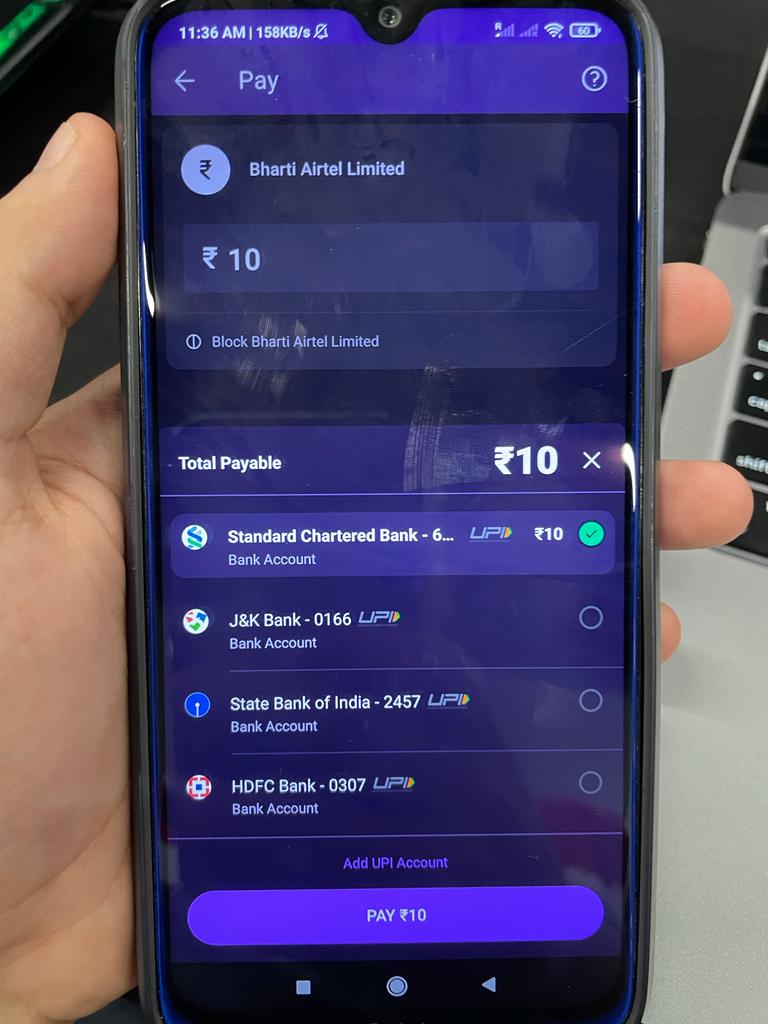 11:36 AM | 158KB/s
R
60
Pay
?
₹
Bharti Airtel Limited
₹ 10
Block Bharti Airtel Limited
Total Payable
₹10
Standard Chartered Bank - 6... UPI ₹10
Bank Account
J&K Bank - 0166 UPI
Bank Account
State Bank of India - 2457 UPI
Bank Account
HDFC Bank - 0307 UPI
Bank Account
Add UPI Account
PAY ₹10
shift